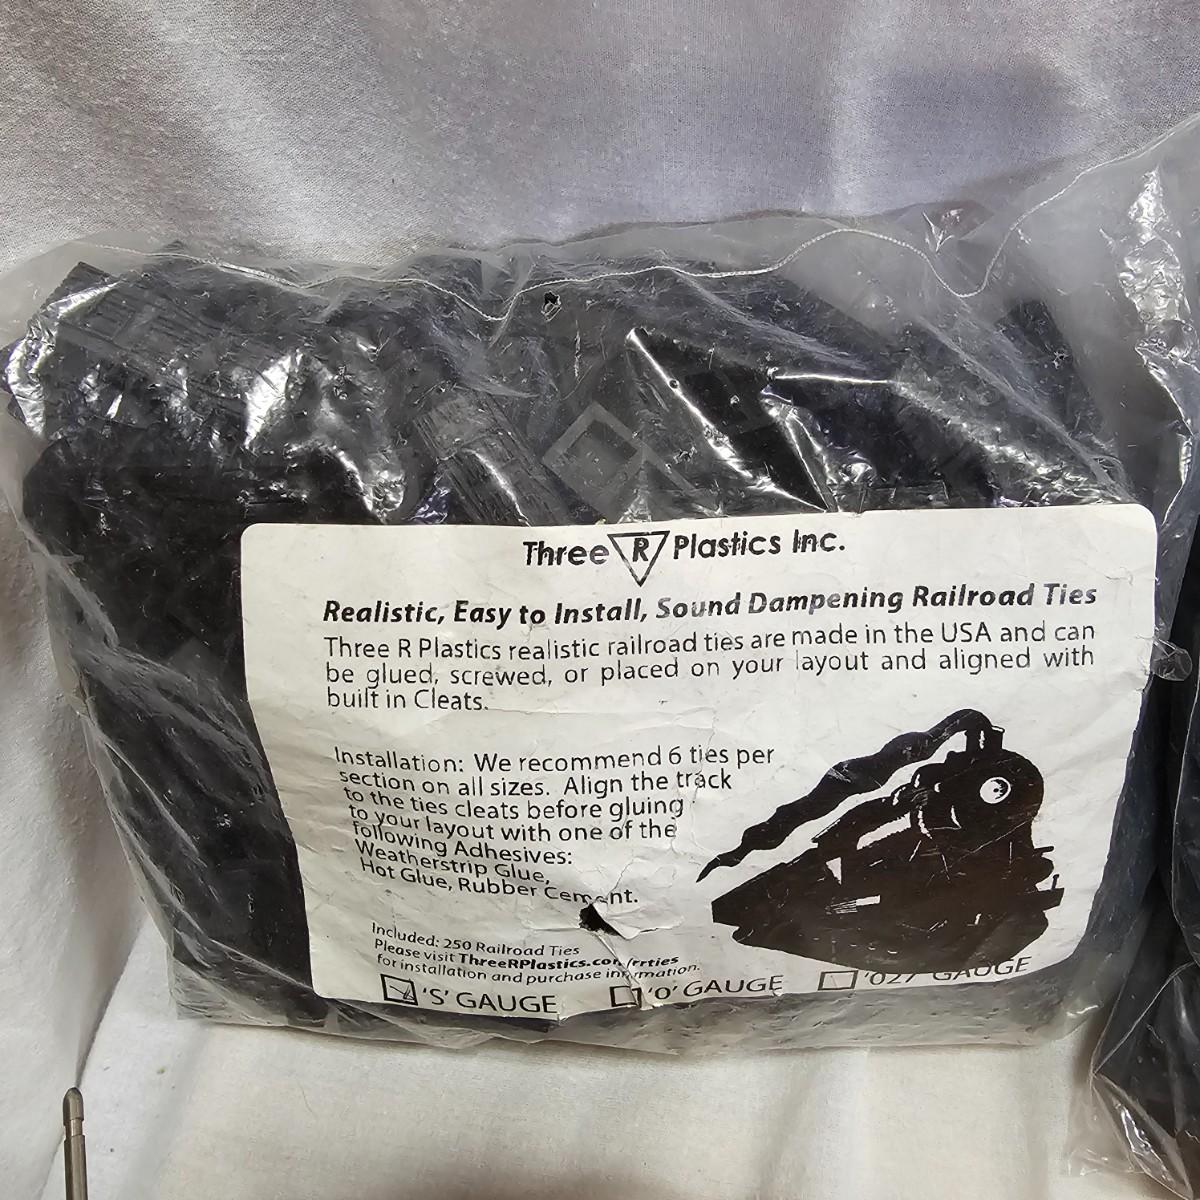 Three R Plastics Inc.
Realistic, Easy to Install, Sound Dampening Railroad Ties
Three R Plastics realistic railroad ties are made in the USA and can
be glued, screwed, or placed on your layout and aligned with
built in Cleats.
Installation: We recommend 6 ties per
section on all sizes. Align the track
to the ties cleats before gluing
to your layout with one of the
following Adhesives:
Weatherstrip Glue,
Hot Glue, Rubber Cement.
Included: 250 Railroad Ties
Please visit ThreeRPlastics.com/rrties
for installation and purchase information.
'S' GAUGE 'O' GAUGE '027' GAUGE